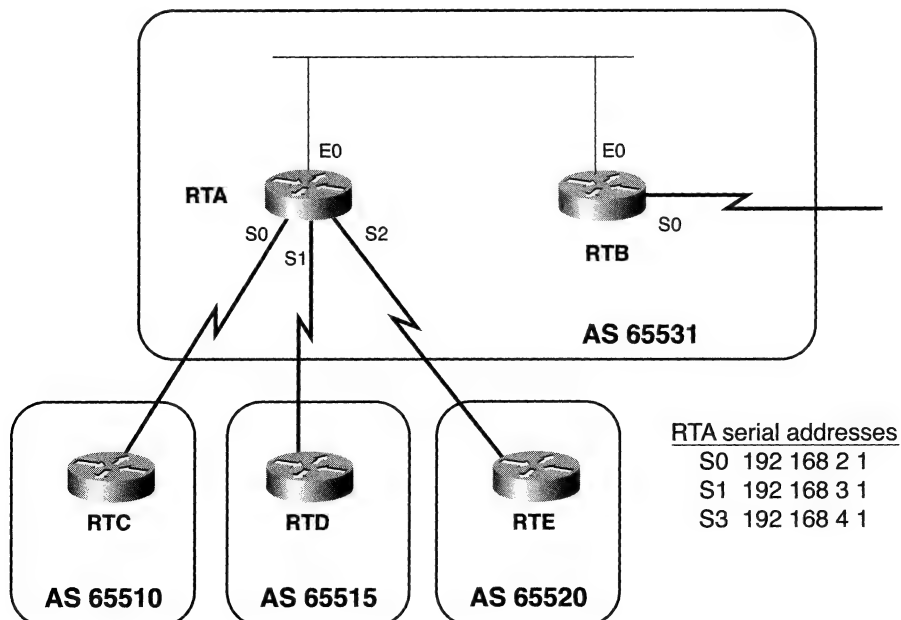 E0
E0
RTA
S0
S1
S2
S0
RTB
AS 65531
RTC
AS 65510
RTD
AS 65515
RTE
AS 65520
RTA serial addresses
S0 192 168 2 1
S1 192 168 3 1
S3 192 168 4 1